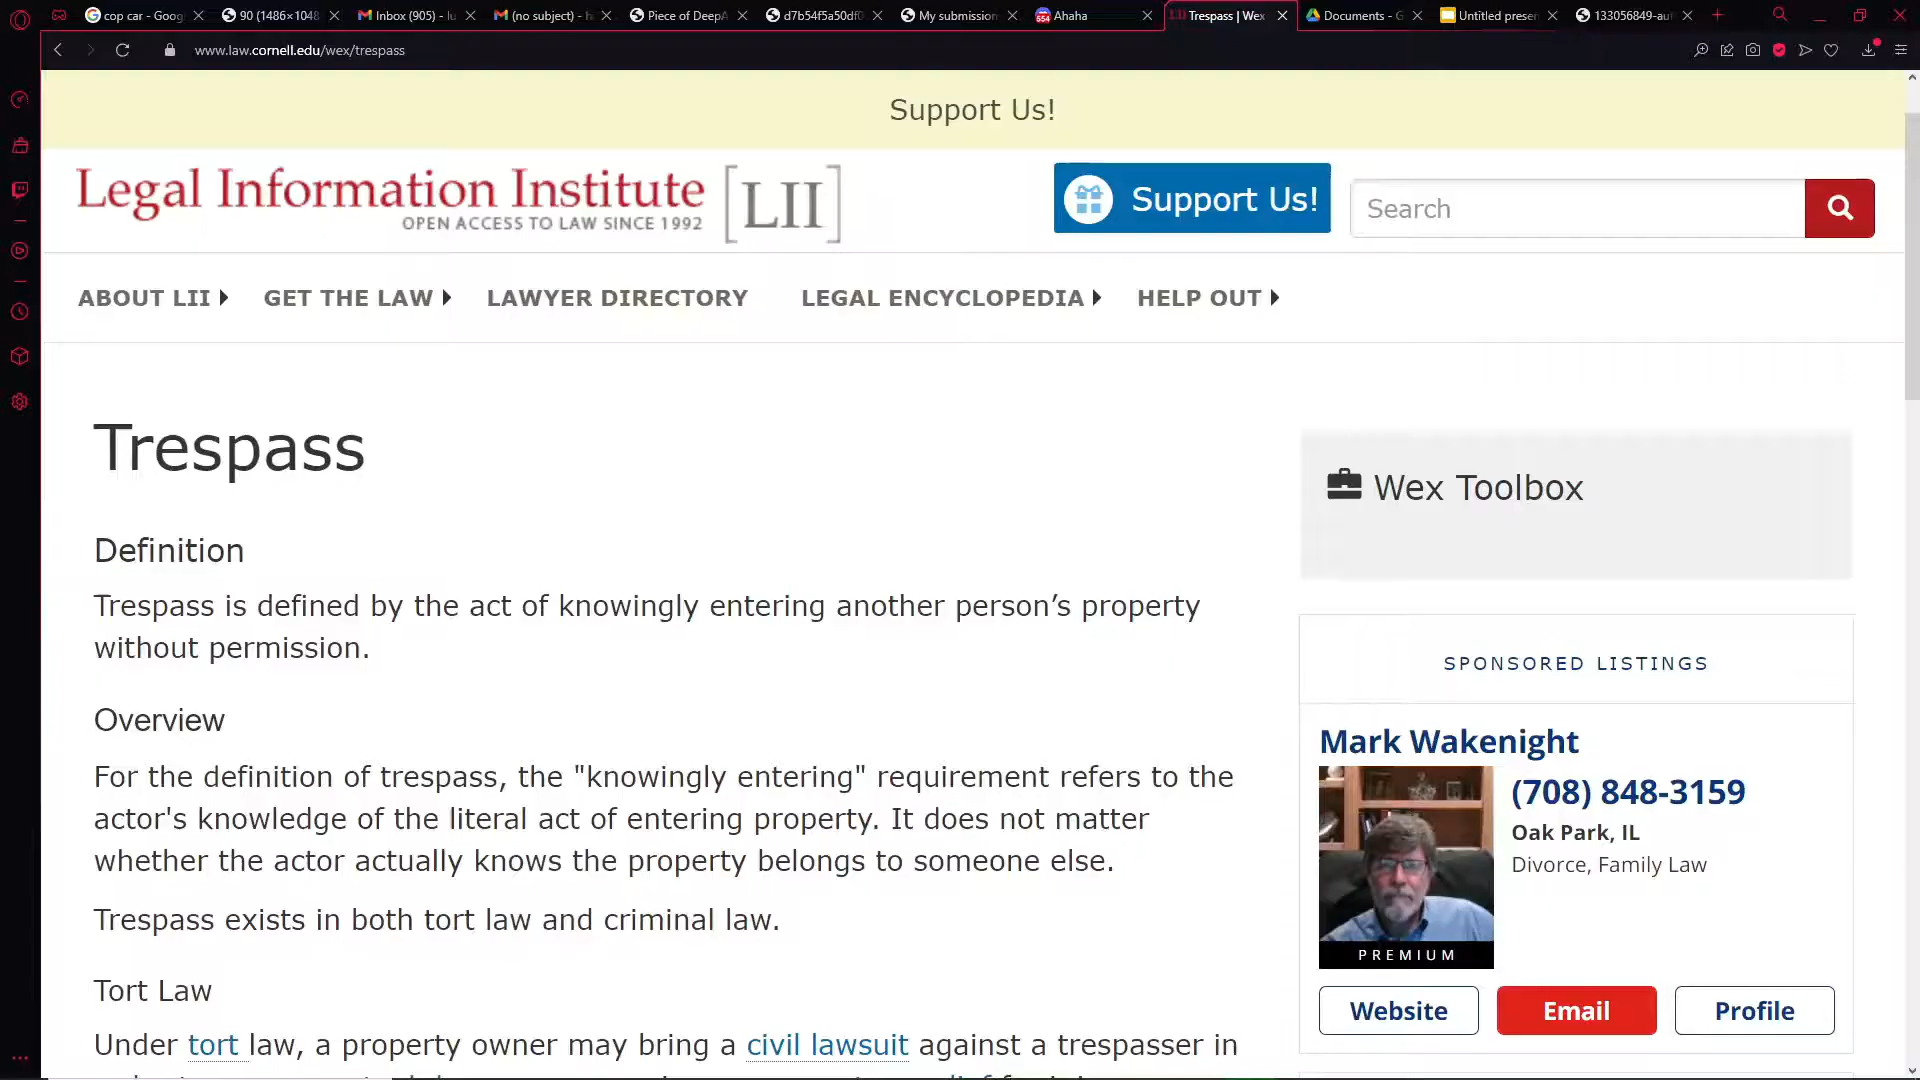 cop car - Goog
90 (1486×1048
Inbox (905) - lu
(no subject) - h
Piece of DeepA
d7b54f5a50df0
My submission
554
Ahaha
Trespass | Wex
Documents - G
Untitled preser
133056849-aut
www.law.cornell.edu/wex/trespass
Support Us!
Legal Information Institute [LII]
OPEN ACCESS TO LAW SINCE 1992
Support Us!
Search
ABOUT LII
GET THE LAW
LAWYER DIRECTORY
LEGAL ENCYCLOPEDIA
HELP OUT
Trespass
Definition
Trespass is defined by the act of knowingly entering another person’s property
without permission.
Overview
For the definition of trespass, the "knowingly entering" requirement refers to the
actor's knowledge of the literal act of entering property. It does not matter
whether the actor actually knows the property belongs to someone else.
Trespass exists in both tort law and criminal law.
Tort Law
Under tort law, a property owner may bring a civil lawsuit against a trespasser in
Wex Toolbox
SPONSORED LISTINGS
Mark Wakenight
(708) 848-3159
Oak Park, IL
Divorce, Family Law
PREMIUM
Website
Email
Profile